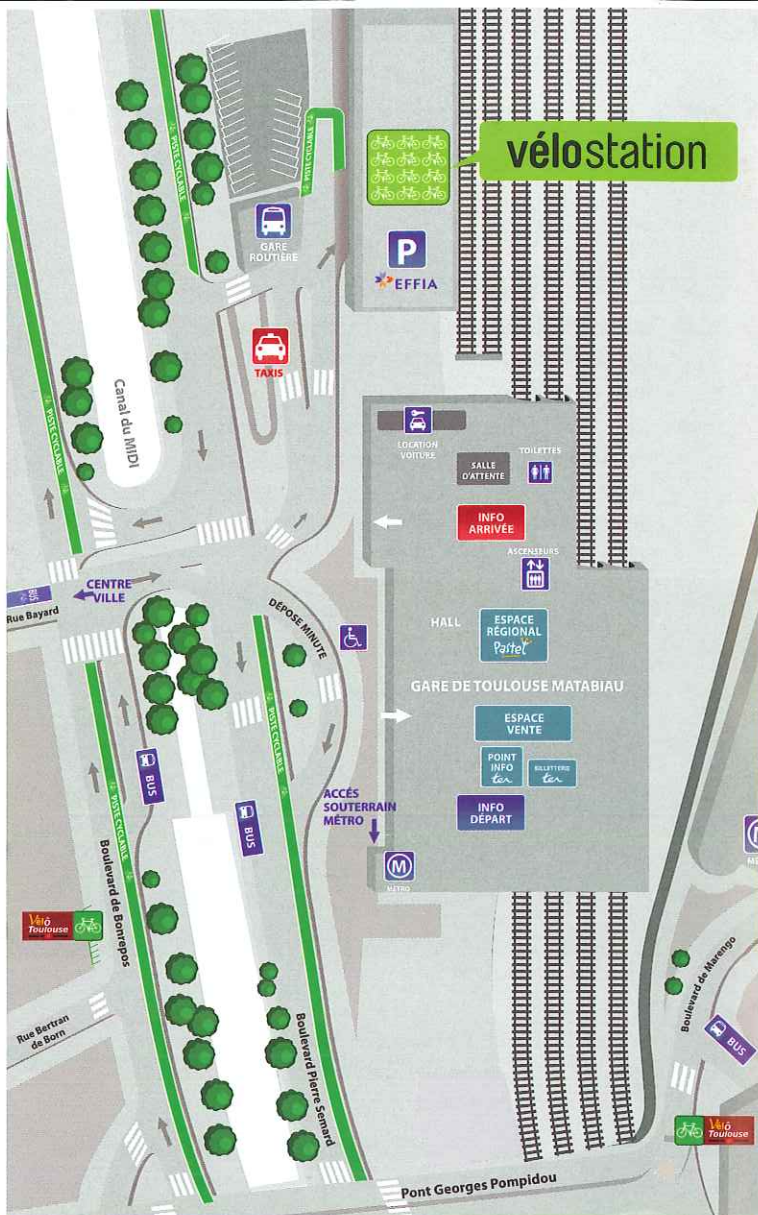 vélostation
PISTE CYCLABLE
PISTE CYCLABLE
GARE
ROUTIÈRE
P
EFFIA
TAXIS
Canal du MIDI
PISTE CYCLABLE
LOCATION
VOITURE
SALLE
D'ATTENTE
TOILETTES
INFO
ARRIVÉE
ASCENSEURS
BUS
CENTRE
VILLE
Rue Bayard
DÉPOSE MINUTE
HALL
ESPACE
RÉGIONAL
Pastel
GARE DE TOULOUSE MATABIAU
PISTE CYCLABLE
ESPACE
VENTE
POINT
INFO
ter
BILLETTERIE
ter
BUS
BUS
ACCÉS
SOUTERRAIN
MÉTRO
INFO
DÉPART
PISTE CYCLABLE
M
MÉTRO
M
Boulevard de Bonrepos
Vélô
Toulouse
Boulevard de Marengo
Rue Bertran
de Born
BUS
Boulevard Pierre Semard
Vélô
Toulouse
Pont Georges Pompidou